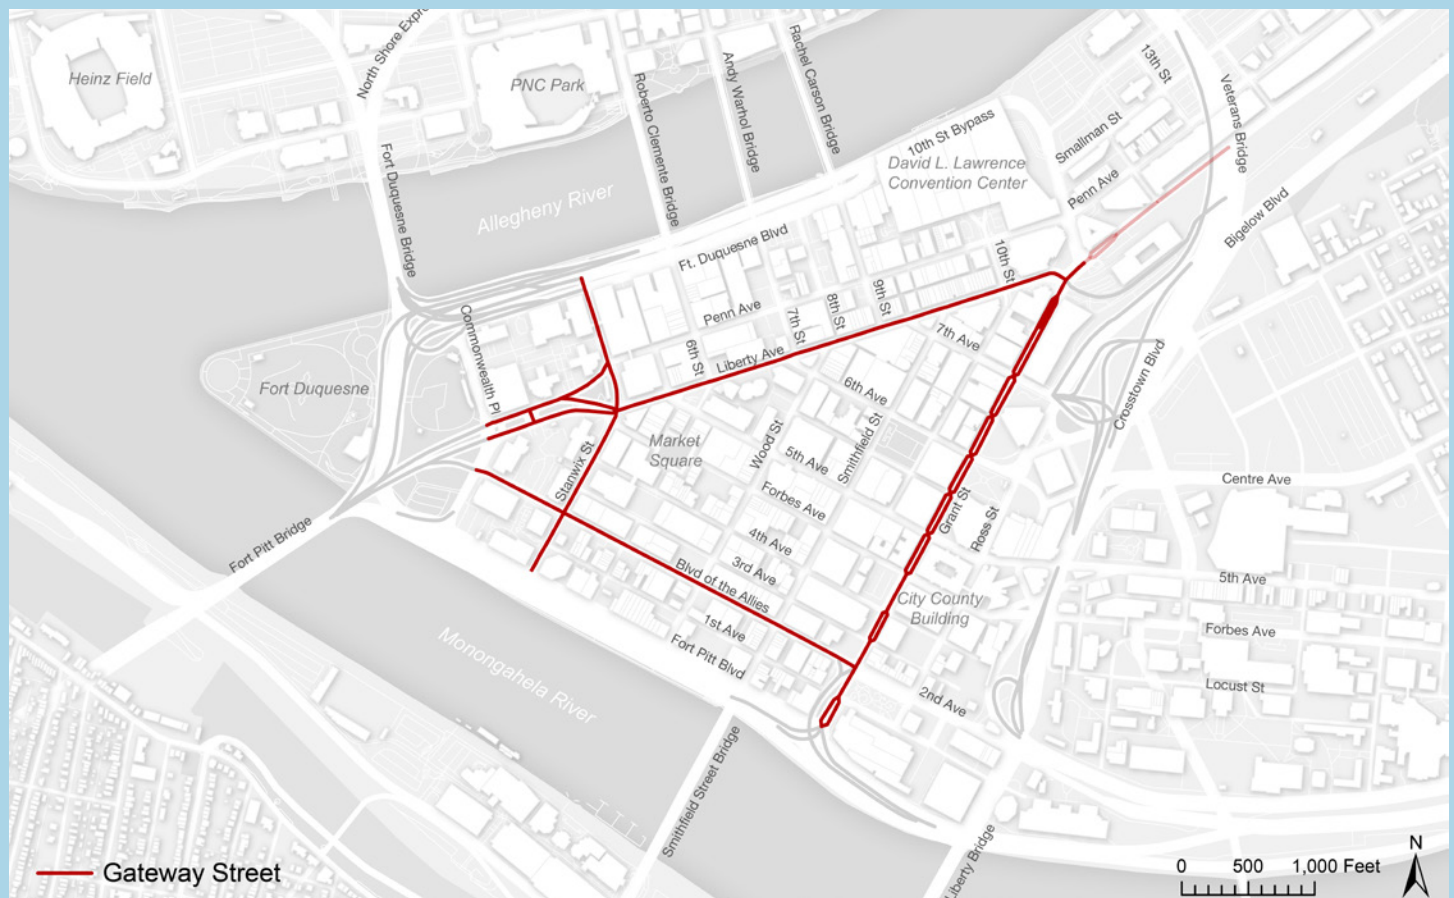 Heinz Field
North Shore Expr
PNC Park
Roberto Clemente Bridge
Andy Warhol Bridge
Rachel Carson Bridge
10th St Bypass
David L. Lawrence
Convention Center
13th St
Smallman St
Penn Ave
Veterans Bridge
Bigelow Blvd
Fort Duquesne Bridge
Allegheny River
Ft. Duquesne Blvd
10th St
9th St
8th St
7th St
Penn Ave
Commonwealth Pl
6th St
Liberty Ave
7th Ave
6th Ave
Crosstown Blvd
Fort Duquesne
Market
Square
Wood St
5th Ave
Smithfield St
Stanwix St
Forbes Ave
Grant St
Ross St
Centre Ave
Fort Pitt Bridge
4th Ave
3rd Ave
Blvd of the Allies
City County
Building
5th Ave
1st Ave
Forbes Ave
Fort Pitt Blvd
Monongahela River
2nd Ave
Locust St
Smithfield Street Bridge
Liberty Bridge
Gateway Street
0 500 1,000 Feet
N